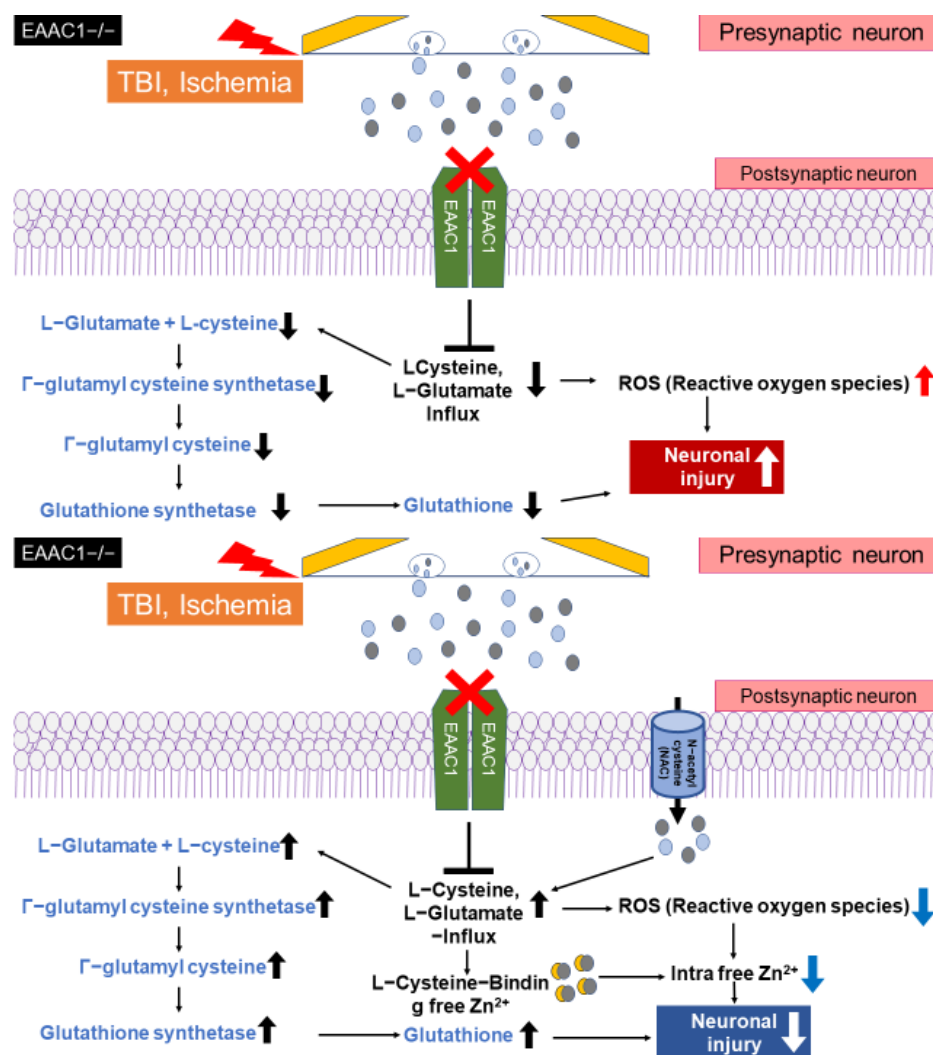 EAAC1−/−
Presynaptic neuron
TBI, Ischemia
Postsynaptic neuron
EAAC1
EAAC1
L−Glutamate + L-cysteine
LCysteine,
L−Glutamate
Influx
ROS (Reactive oxygen species)
Γ−glutamyl cysteine synthetase
Γ−glutamyl cysteine
Neuronal
injury
Glutathione synthetase
Glutathione
EAAC1−/−
Presynaptic neuron
TBI, Ischemia
Postsynaptic neuron
EAAC1
EAAC1
N−acetyl
cysteine
(NAC)
L−Glutamate + L−cysteine
L−Cysteine,
L−Glutamate
−Influx
ROS (Reactive oxygen species)
Γ−glutamyl cysteine synthetase
Γ−glutamyl cysteine
L−Cysteine−Bindin
g free Zn²⁺
Intra free Zn²⁺
Glutathione synthetase
Glutathione
Neuronal
injury